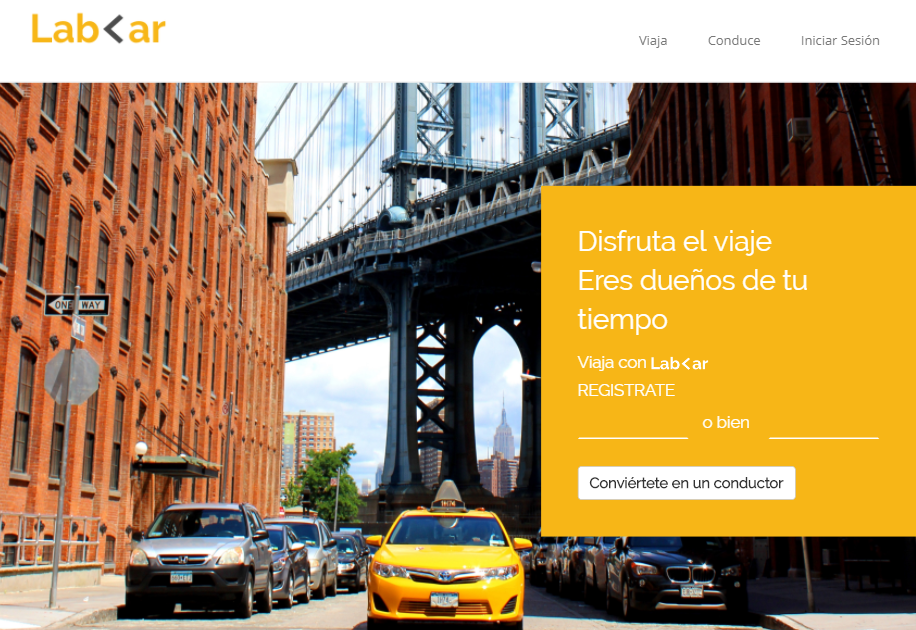 Lab<ar
Viaja Conduce Iniciar Sesión
ONE WAY
Disfruta el viaje
Eres dueños de tu
tiempo
Viaja con Lab<ar
REGISTRATE
o bien
Conviértete en un conductor